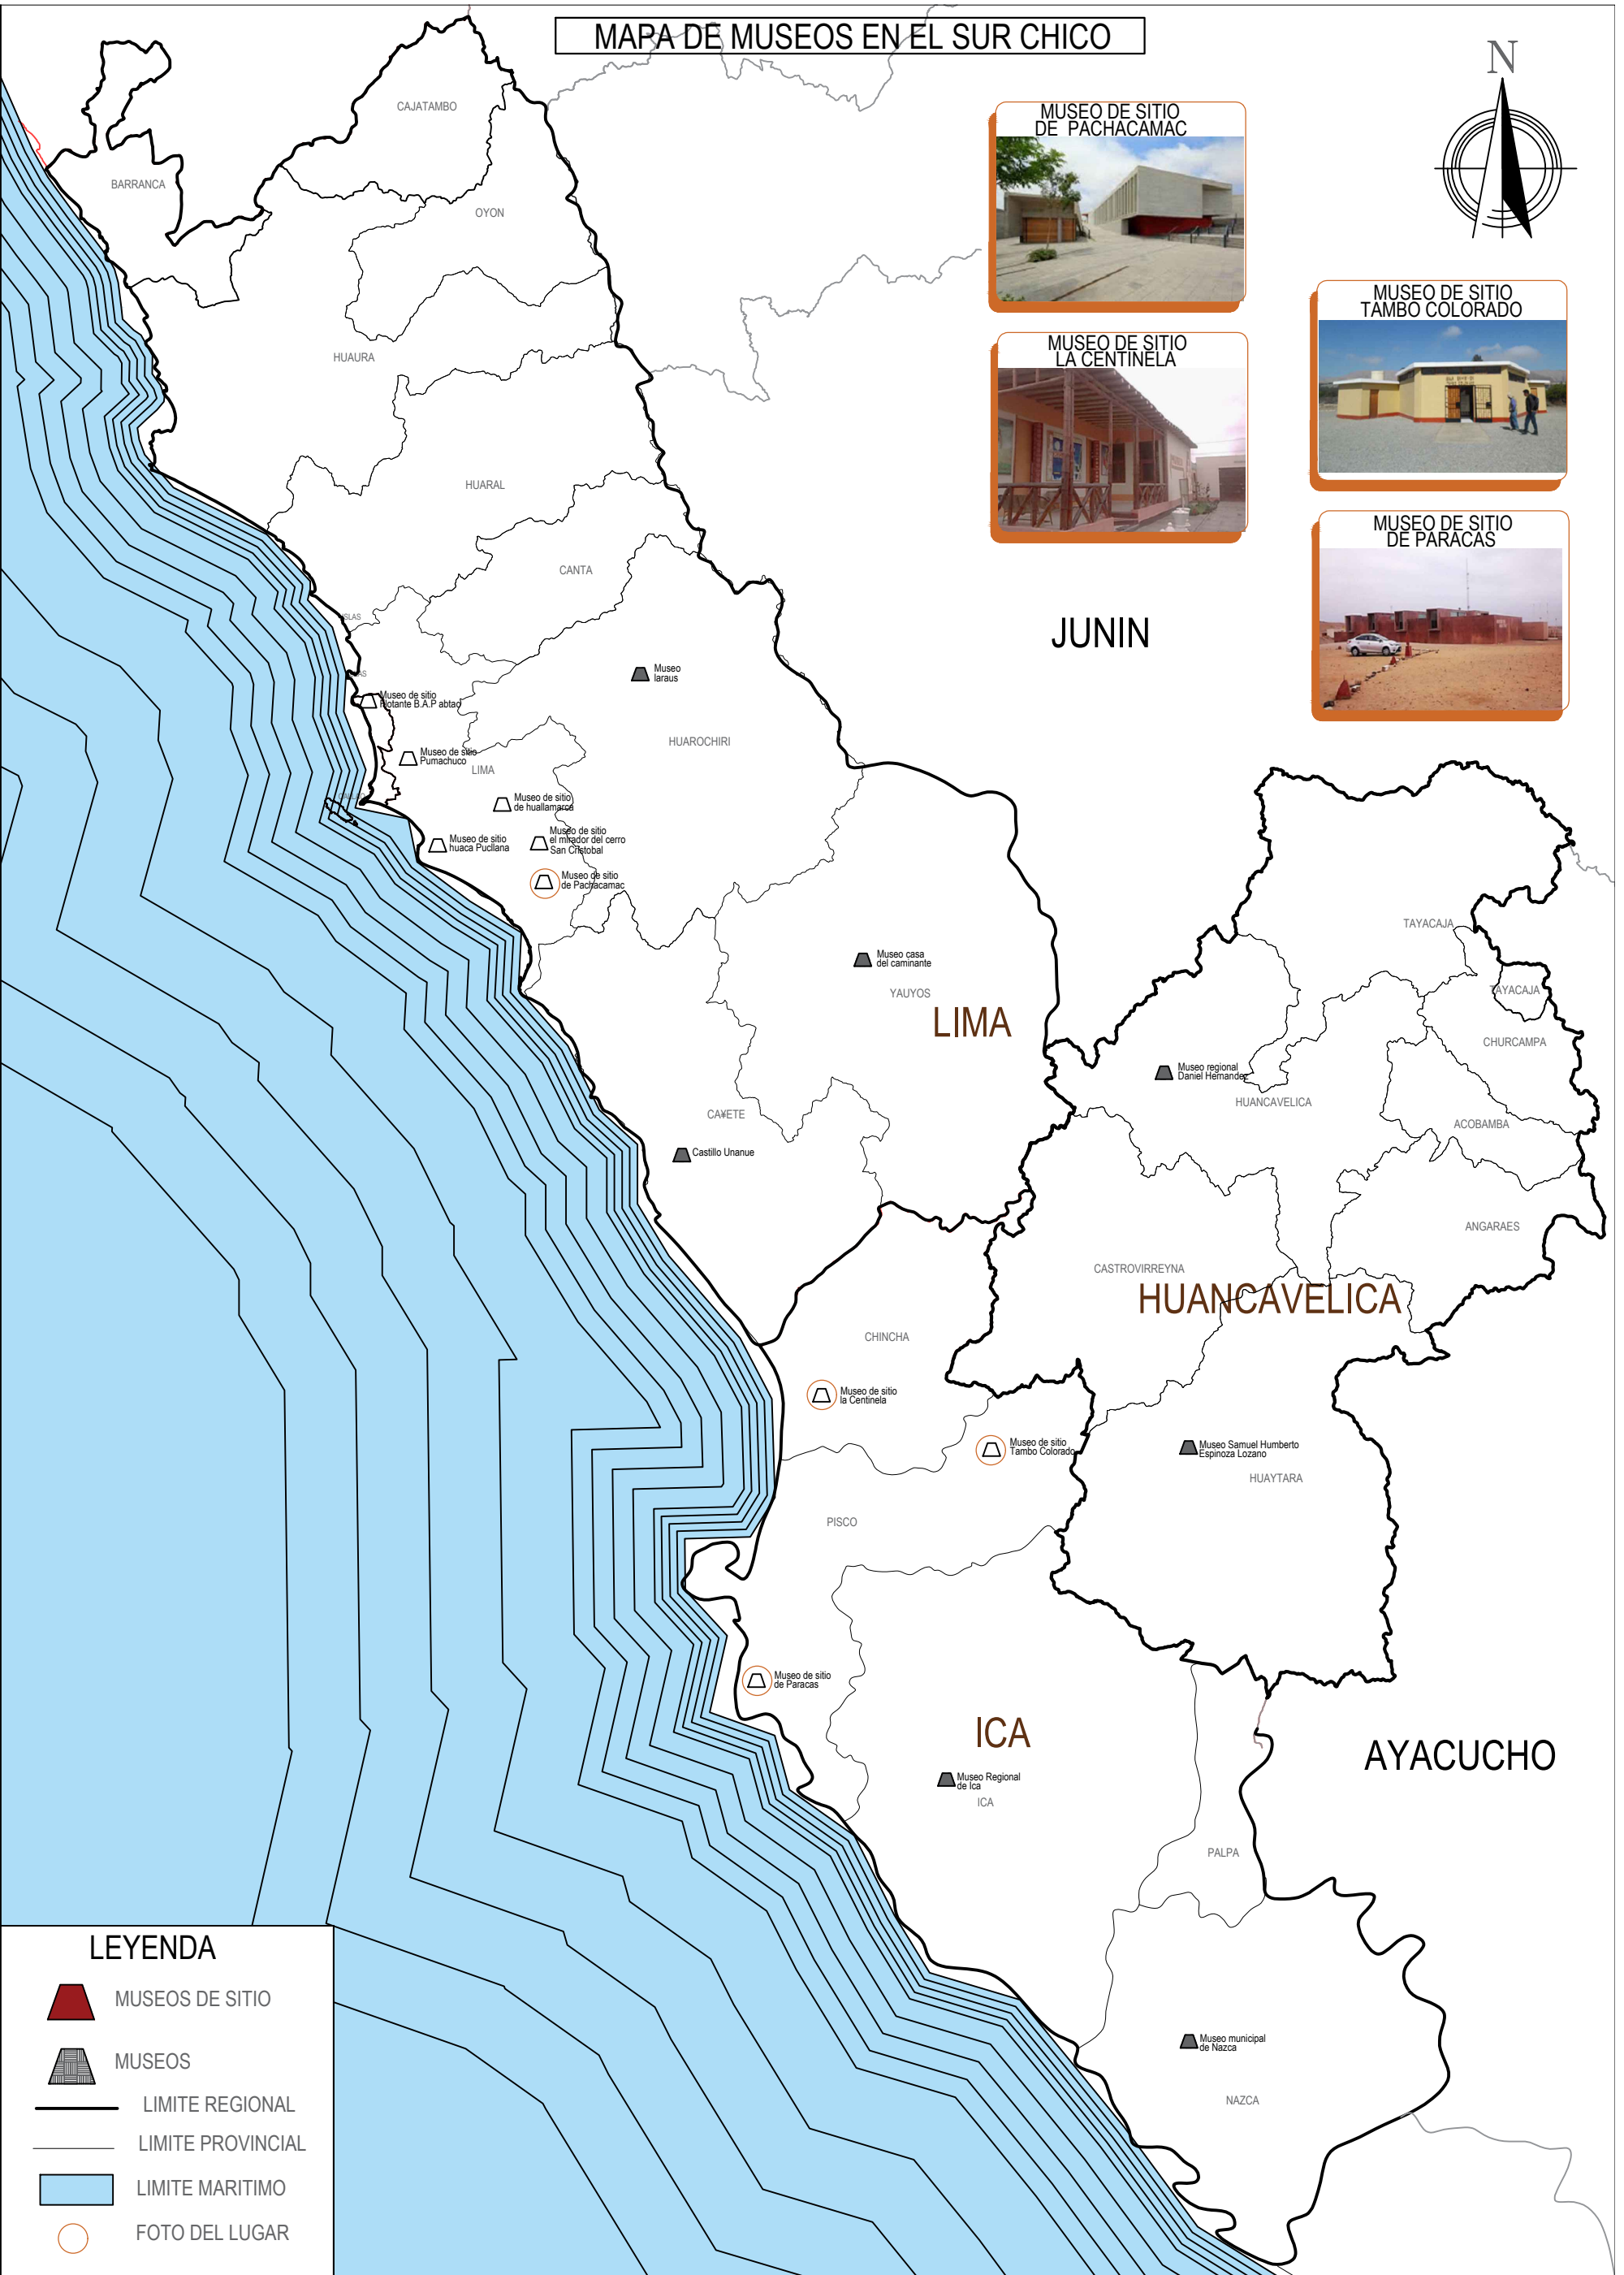 MAPA DE MUSEOS EN EL SUR CHICO
N
CAJATAMBO
MUSEO DE SITIO
DE PACHACAMAC
BARRANCA
OYON
MUSEO DE SITIO
TAMBO COLORADO
MUSEO DE SITIO
LA CENTINELA
HUAURA
HUARAL
MUSEO DE SITIO
DE PARACAS
CANTA
JUNIN
Museo
laraus
Museo de sitio
flotante B.A.P abtao
HUAROCHIRI
Museo de sitio
Pumachuco
LIMA
Museo de sitio
de huallamarca
Museo de sitio
huaca Pucllana
Museo de sitio
el mirador del cerro
San Cristobal
Museo de sitio
de Pachacamac
TAYACAJA
Museo casa
del caminante
YAUYOS
TAYACAJA
LIMA
CHURCAMPA
Museo regional
Daniel Hernandez
HUANCAVELICA
CA¥ETE
ACOBAMBA
Castillo Unanue
ANGARAES
CASTROVIRREYNA
HUANCAVELICA
CHINCHA
Museo de sitio
la Centinela
Museo de sitio
Tambo Colorado
Museo Samuel Humberto
Espinoza Lozano
HUAYTARA
PISCO
Museo de sitio
de Paracas
ICA
AYACUCHO
Museo Regional
de Ica
ICA
PALPA
LEYENDA
MUSEOS DE SITIO
MUSEOS
LIMITE REGIONAL
LIMITE PROVINCIAL
LIMITE MARITIMO
FOTO DEL LUGAR
Museo municipal
de Nazca
NAZCA